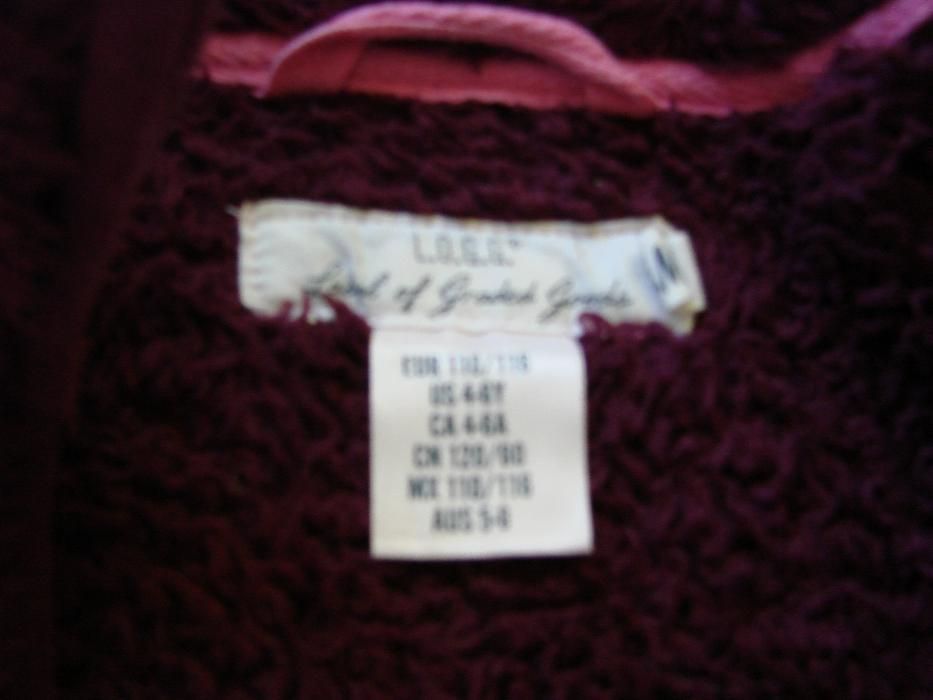 L.O.G.G.™
Label of Graded Goods
EUR 110/116
US 4-6Y
CA 4-6A
CN 120/60
MX 110/116
AUS 5-6